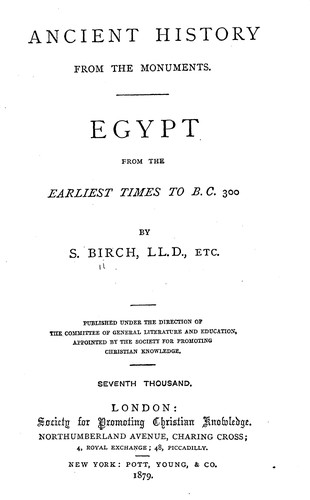 ANCIENT HISTORY
FROM THE MONUMENTS.
EGYPT
FROM THE
EARLIEST TIMES TO B.C. 300
BY
S. BIRCH, LL.D., ETC.
PUBLISHED UNDER THE DIRECTION OF
THE COMMITTEE OF GENERAL LITERATURE AND EDUCATION,
APPOINTED BY THE SOCIETY FOR PROMOTING
CHRISTIAN KNOWLEDGE.
SEVENTH THOUSAND.
LONDON:
Society for Promoting Christian Knowledge.
NORTHUMBERLAND AVENUE, CHARING CROSS;
4, ROYAL EXCHANGE; 48, PICCADILLY.
NEW YORK: POTT, YOUNG, & CO.
1879.